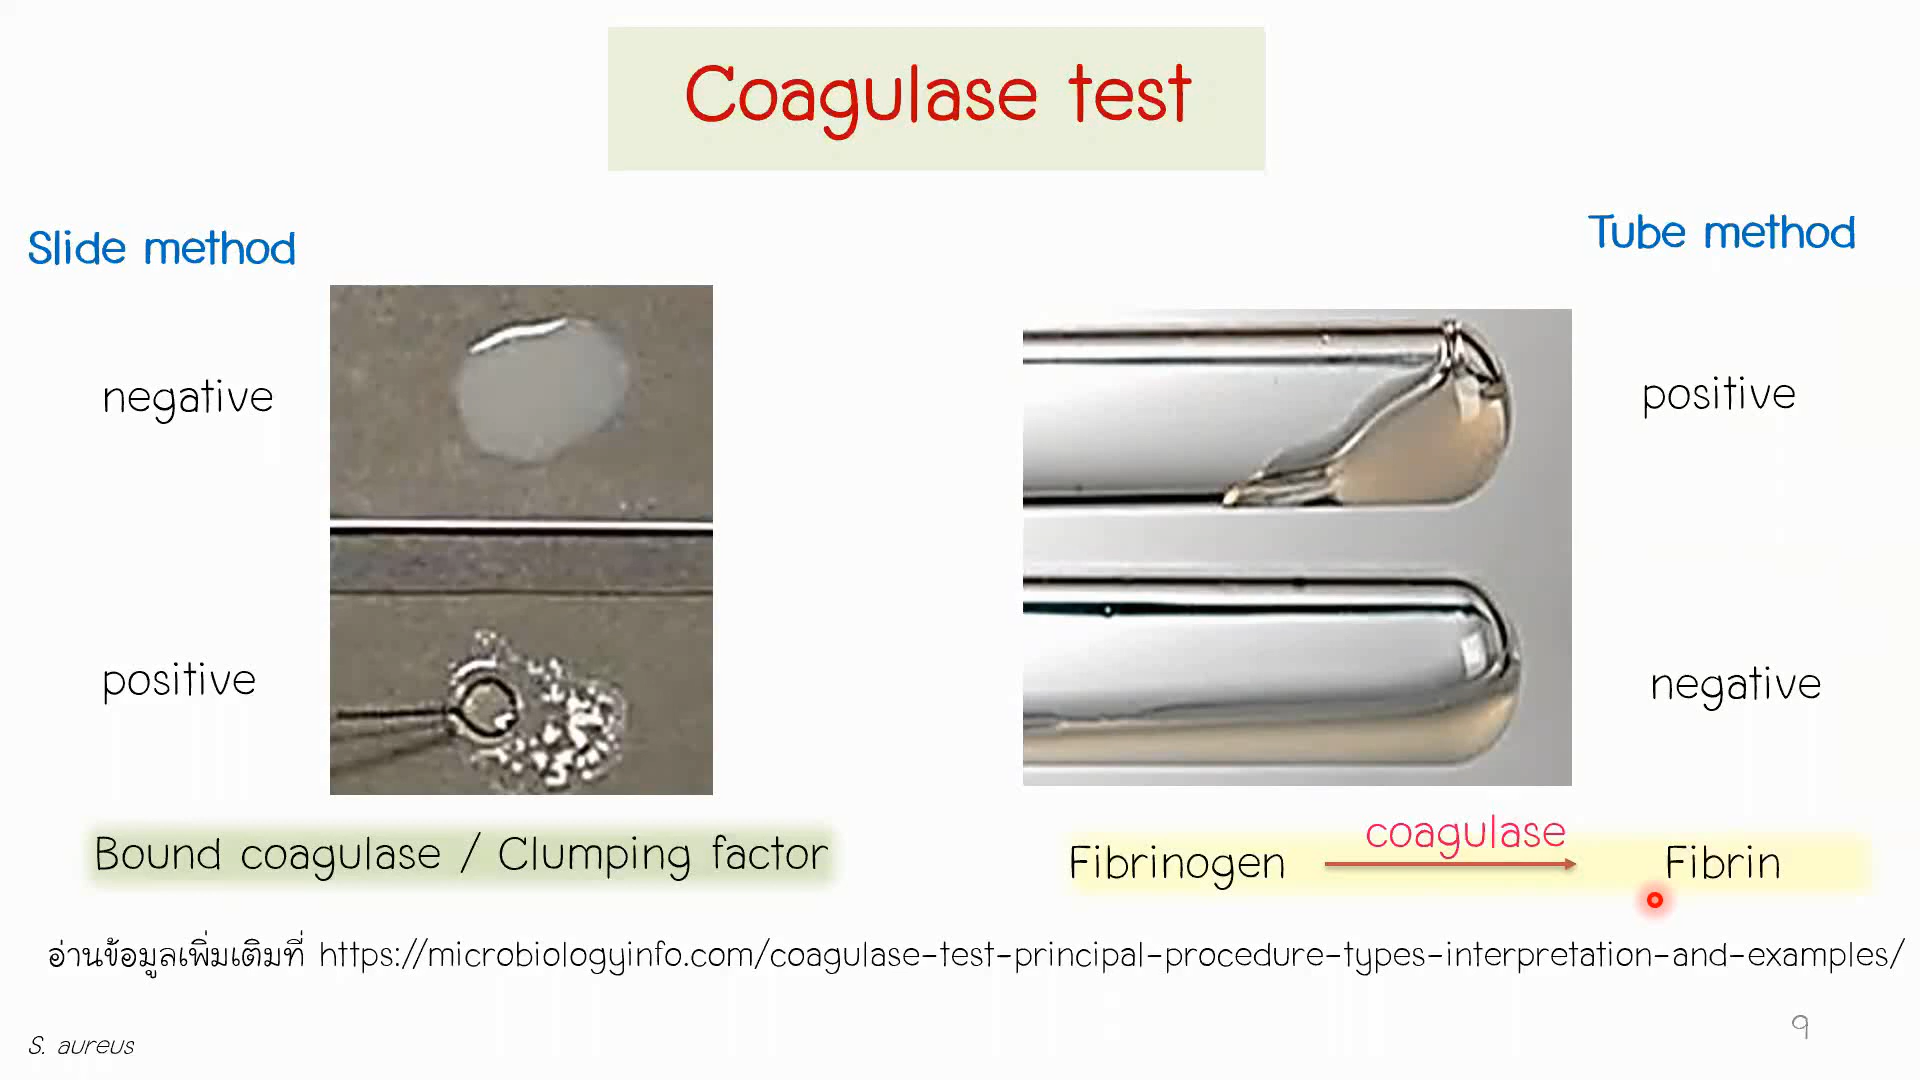 Coagulase test
Slide method
Tube method
negative
positive
positive
negative
Bound coagulase / Clumping factor
coagulase
Fibrinogen
Fibrin
อ่านข้อมูลเพิ่มเติมที่ https://microbiologyinfo.com/coagulase-test-principal-procedure-types-interpretation-and-examples/
S. aureus
9